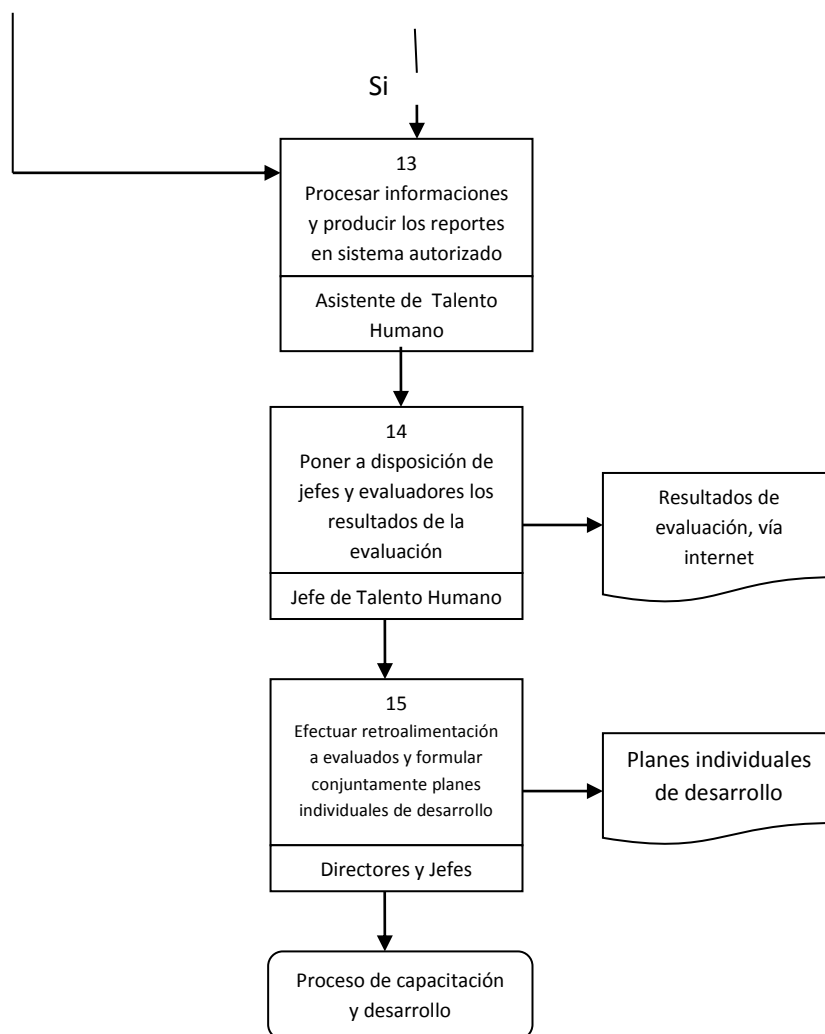 Si
13
Procesar informaciones
y producir los reportes
en sistema autorizado
Asistente de Talento
Humano
14
Poner a disposición de
jefes y evaluadores los
resultados de la
evaluación
Jefe de Talento Humano
Resultados de
evaluación, vía
internet
15
Efectuar retroalimentación
a evaluados y formular
conjuntamente planes
individuales de desarrollo
Directores y Jefes
Planes individuales
de desarrollo
Proceso de capacitación
y desarrollo